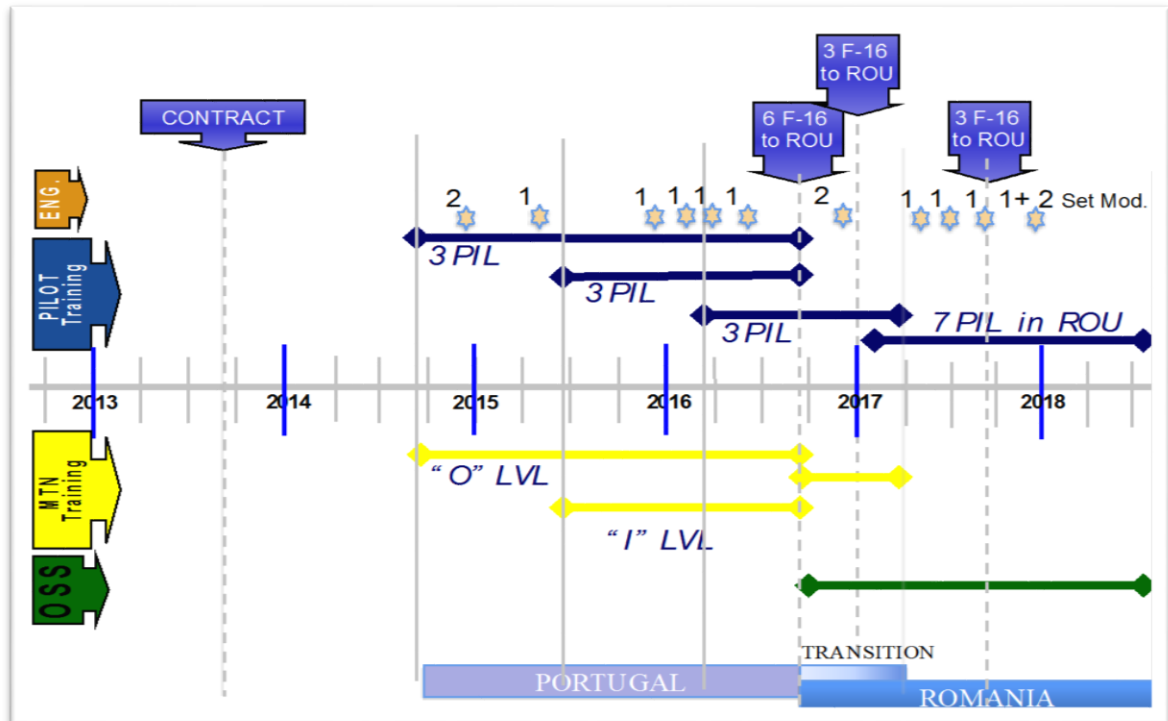 3 F-16
to ROU
CONTRACT
6 F-16
to ROU
3 F-16
to ROU
ENG.
2
1
1
1
1
1
2
1
1
1
1+ 2 Set Mod.
PILOT
Training
3 PIL
3 PIL
3 PIL
7 PIL in ROU
2013
2014
2015
2016
2017
2018
MTN
Training
"O" LVL
"I" LVL
OSS
TRANSITION
PORTUGAL
ROMANIA